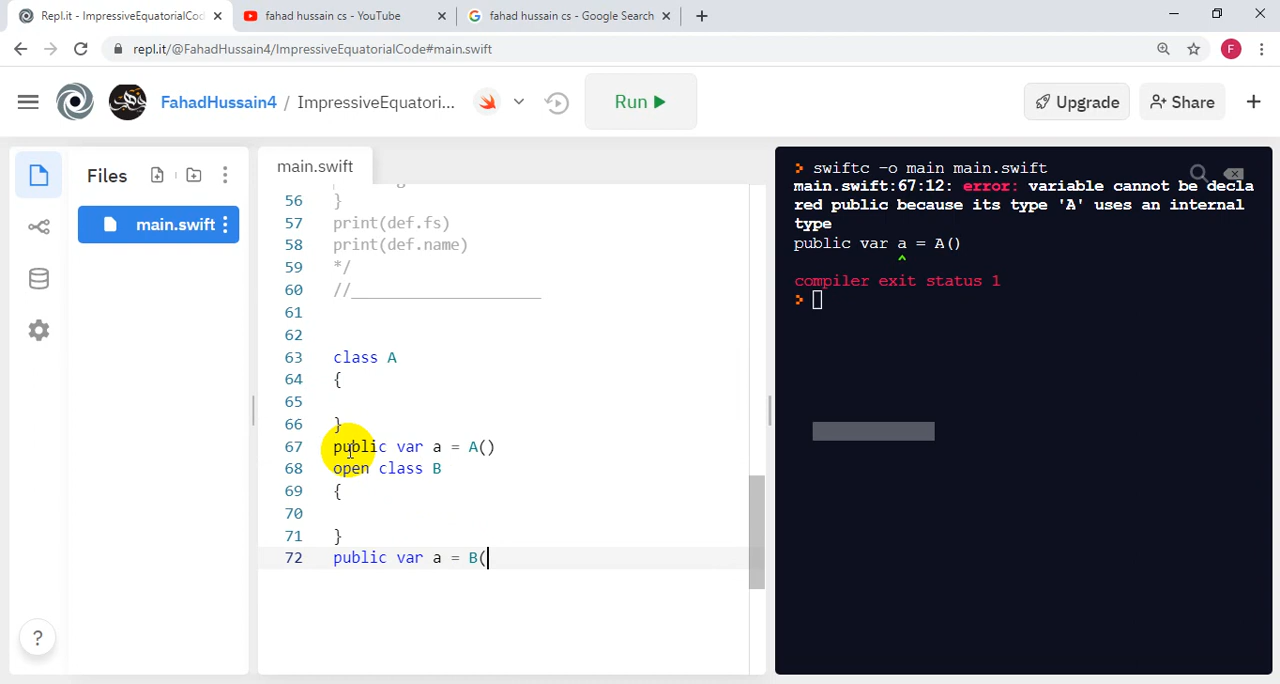 Repl.it - ImpressiveEquatorialCod
fahad hussain cs - YouTube
fahad hussain cs - Google Search
repl.it/@FahadHussain4/ImpressiveEquatorialCode#main.swift
F
FahadHussain4 / ImpressiveEquatori...
Run
Upgrade
Share
Files
main.swift
main.swift
56 }
57 print(def.fs)
58 print(def.name)
59 */
60 //_____________________
61
62
63 class A
64 {
65
66 }
67 public var a = A()
68 open class B
69 {
70
71 }
72 public var a = B(
?
> swiftc -o main main.swift
main.swift:67:12: error: variable cannot be decla
red public because its type 'A' uses an internal
type
public var a = A()
^
compiler exit status 1
>